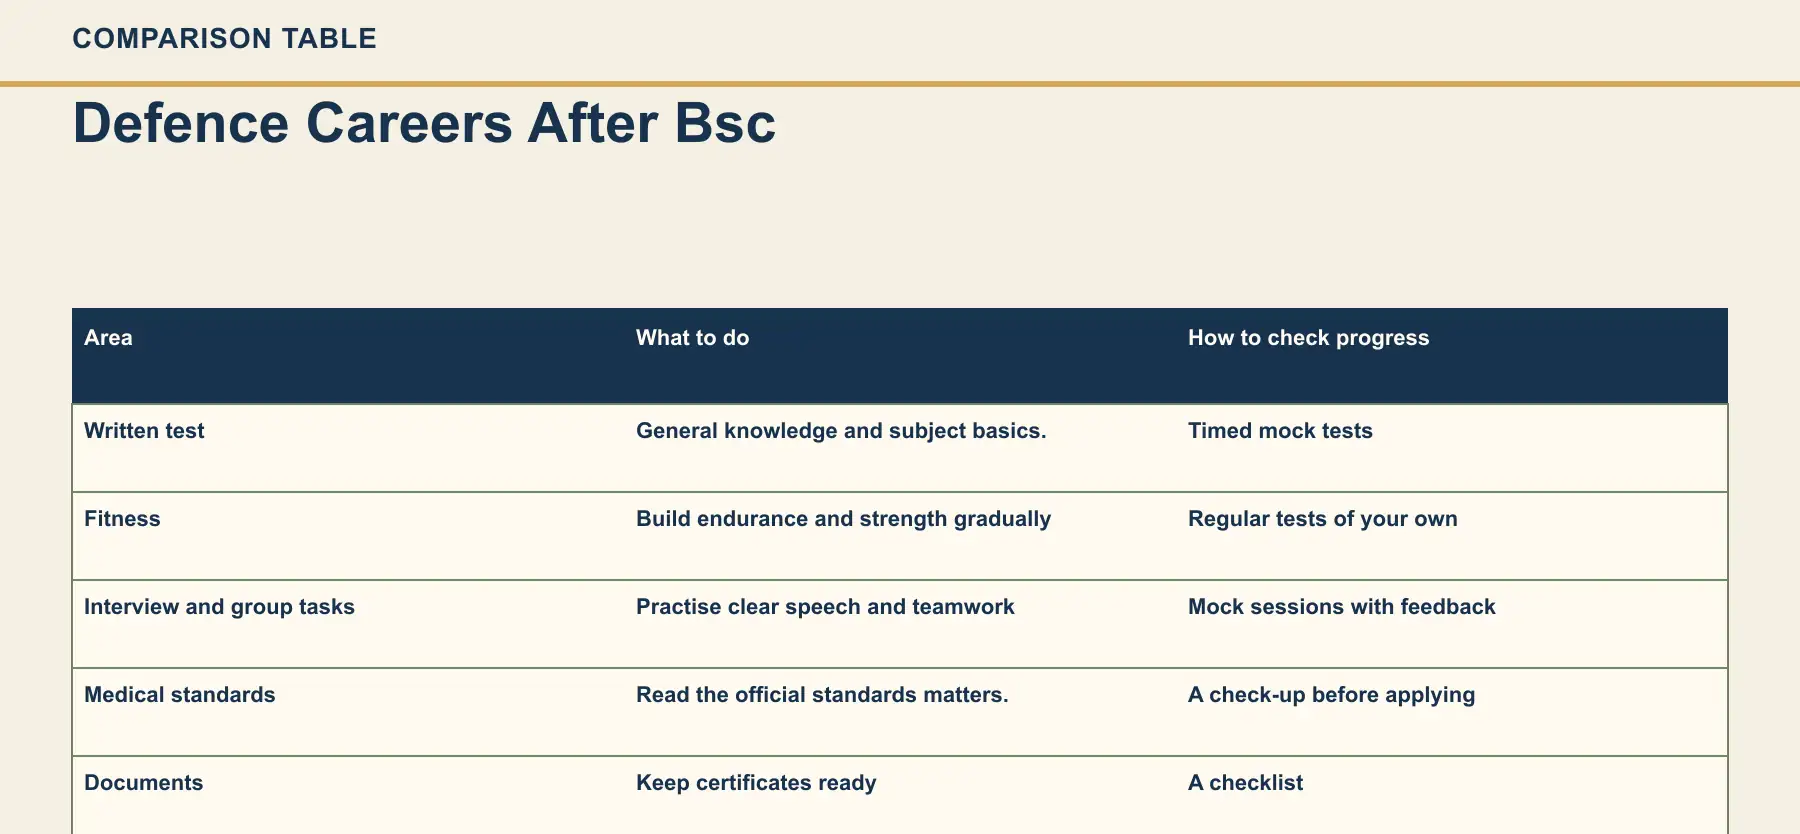 COMPARISON TABLE
Defence Careers After Bsc
Area What to do How to check progress
Written test General knowledge and subject basics. Timed mock tests
Fitness Build endurance and strength gradually Regular tests of your own
Interview and group tasks Practise clear speech and teamwork Mock sessions with feedback
Medical standards Read the official standards matters. A check-up before applying
Documents Keep certificates ready A checklist